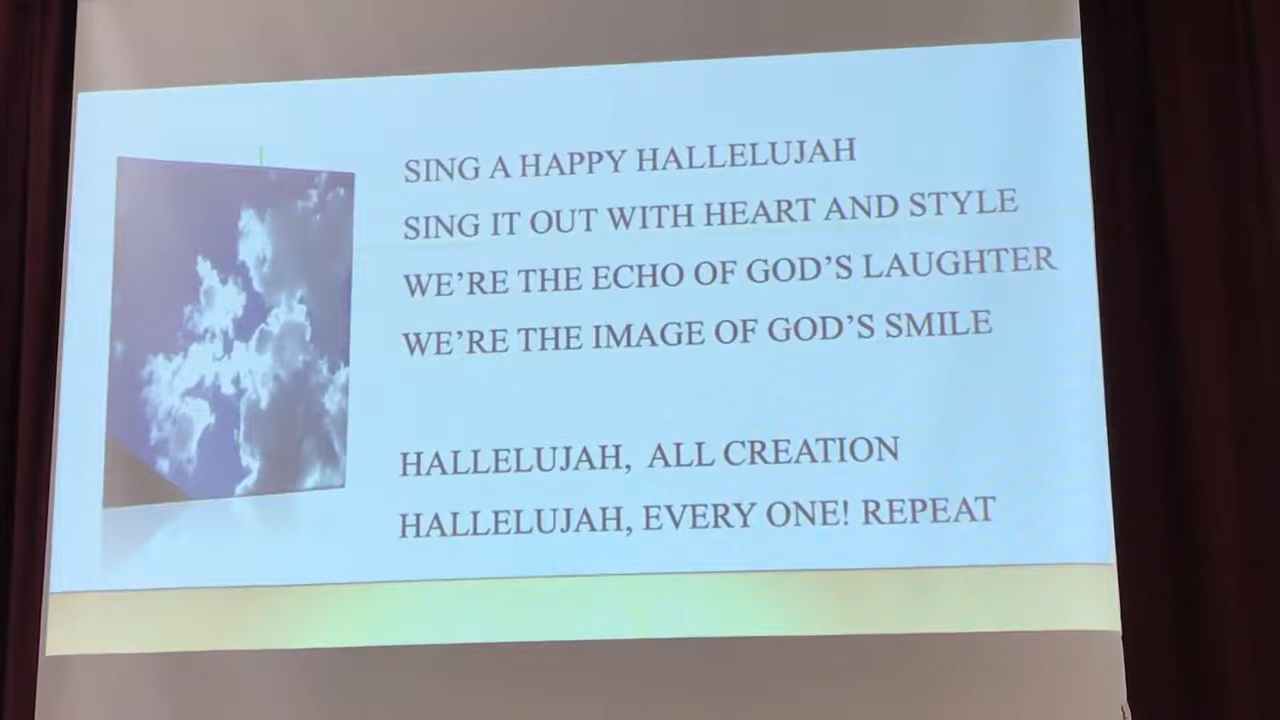 SING A HAPPY HALLELUJAH
SING IT OUT WITH HEART AND STYLE
WE’RE THE ECHO OF GOD’S LAUGHTER
WE’RE THE IMAGE OF GOD’S SMILE
HALLELUJAH, ALL CREATION
HALLELUJAH, EVERY ONE! REPEAT